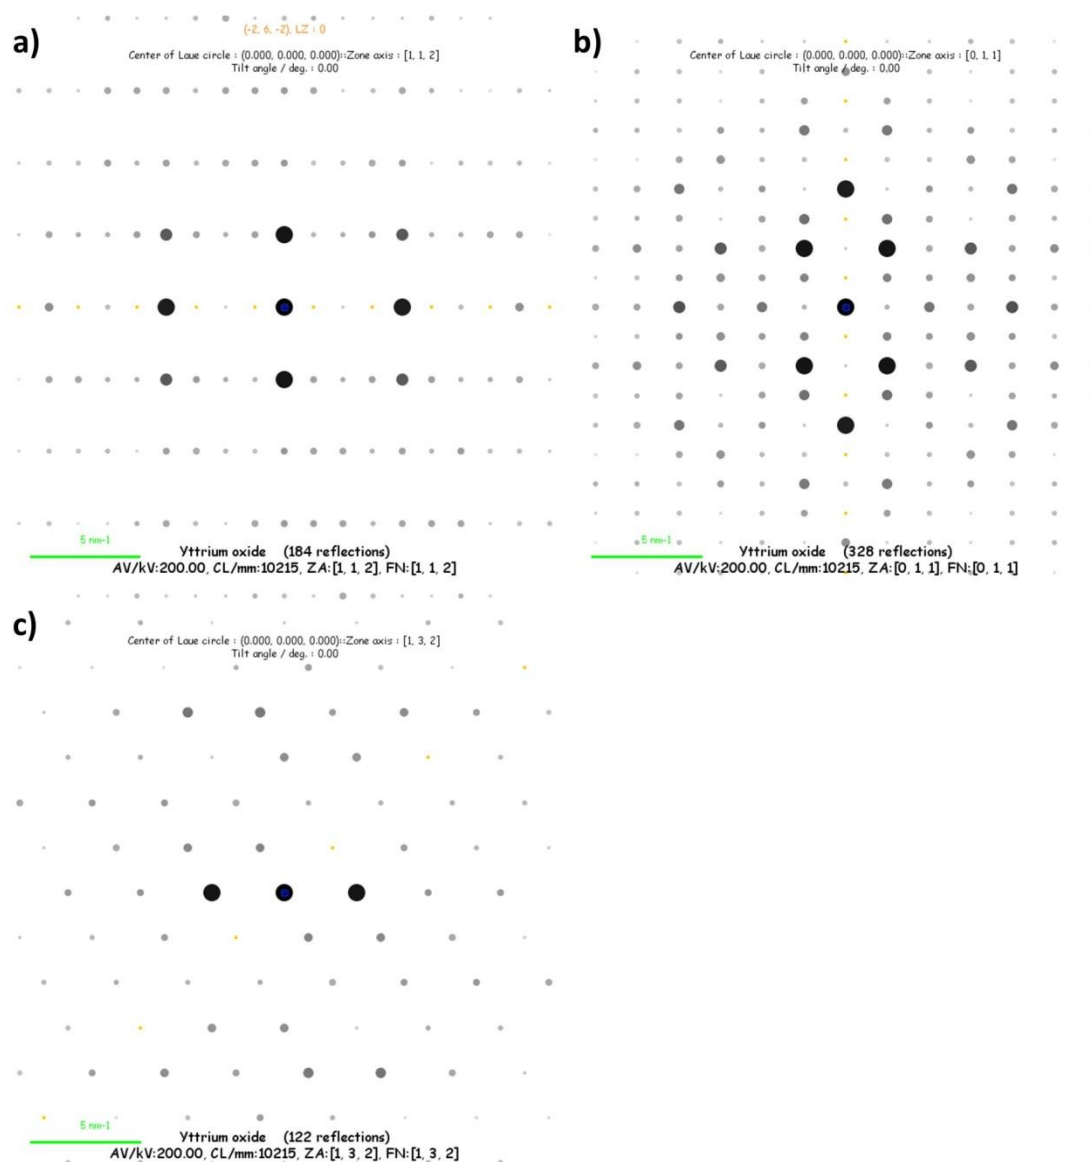 a)
(-2, 6, -2), LZ : 0
Center of Laue circle : (0.000, 0.000, 0.000)::Zone axis : [1, 1, 2]
Tilt angle / deg. : 0.00
5 nm-1
Yttrium oxide (184 reflections)
AV/kV:200.00, CL/mm:10215, ZA:[1, 1, 2], FN:[1, 1, 2]
b)
Center of Laue circle : (0.000, 0.000, 0.000)::Zone axis : [0, 1, 1]
Tilt angle / deg. : 0.00
5 nm-1
Yttrium oxide (328 reflections)
AV/kV:200.00, CL/mm:10215, ZA:[0, 1, 1], FN:[0, 1, 1]
c)
Center of Laue circle : (0.000, 0.000, 0.000)::Zone axis : [1, 3, 2]
Tilt angle / deg. : 0.00
5 nm-1
Yttrium oxide (122 reflections)
AV/kV:200.00, CL/mm:10215, ZA:[1, 3, 2], FN:[1, 3, 2]